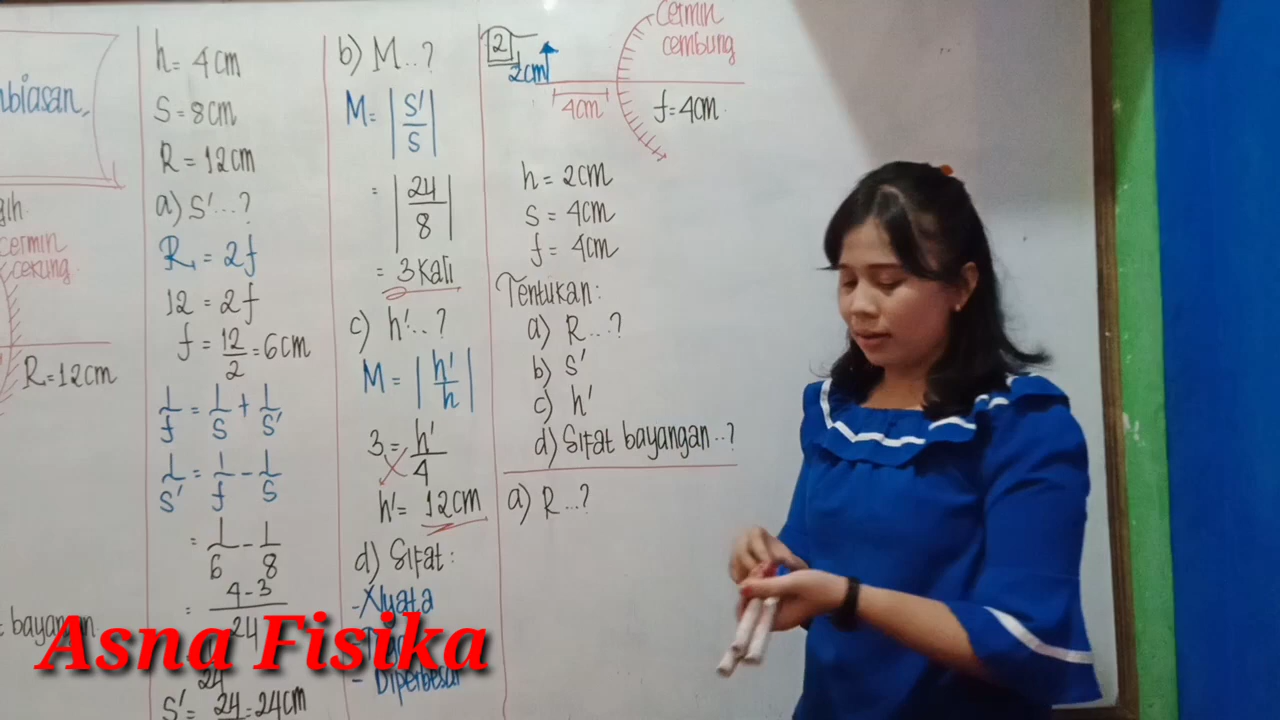 mbiasan,
cermin
cekung
R = 12cm
bayangan
h = 4cm
S = 8cm
R = 12cm
a) S'...?
R = 2f
12 = 2f
f = 12/2 = 6cm
1/f = 1/S + 1/S'
1/S' = 1/f - 1/S
= 1/6 - 1/8
= 4-3/24
S' = 24 = 24cm
b) M..?
M = |S'/S|
= |24/8|
= 3 kali
c) h'..?
M = |h'/h|
3 = h'/4
h' = 12cm
d) Sifat:
- Nyata
- Diperbesar
2
2cm
4cm
cermin
cembung
f = 4cm
h = 2cm
s = 4cm
f = 4cm
Tentukan:
a) R...?
b) S'
c) h'
d) Sifat bayangan..?
a) R...?
Asna Fisika